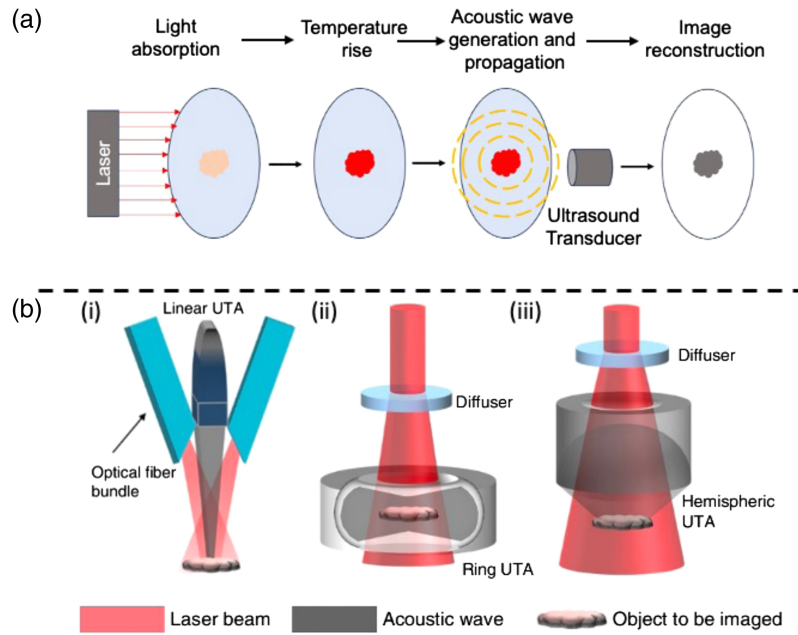 (a)
Light
absorption
Temperature
rise
Acoustic wave
generation and
propagation
Image
reconstruction
Laser
Ultrasound
Transducer
(b)
(i)
Linear UTA
Optical fiber
bundle
(ii)
Diffuser
Ring UTA
(iii)
Diffuser
Hemispheric
UTA
Laser beam
Acoustic wave
Object to be imaged